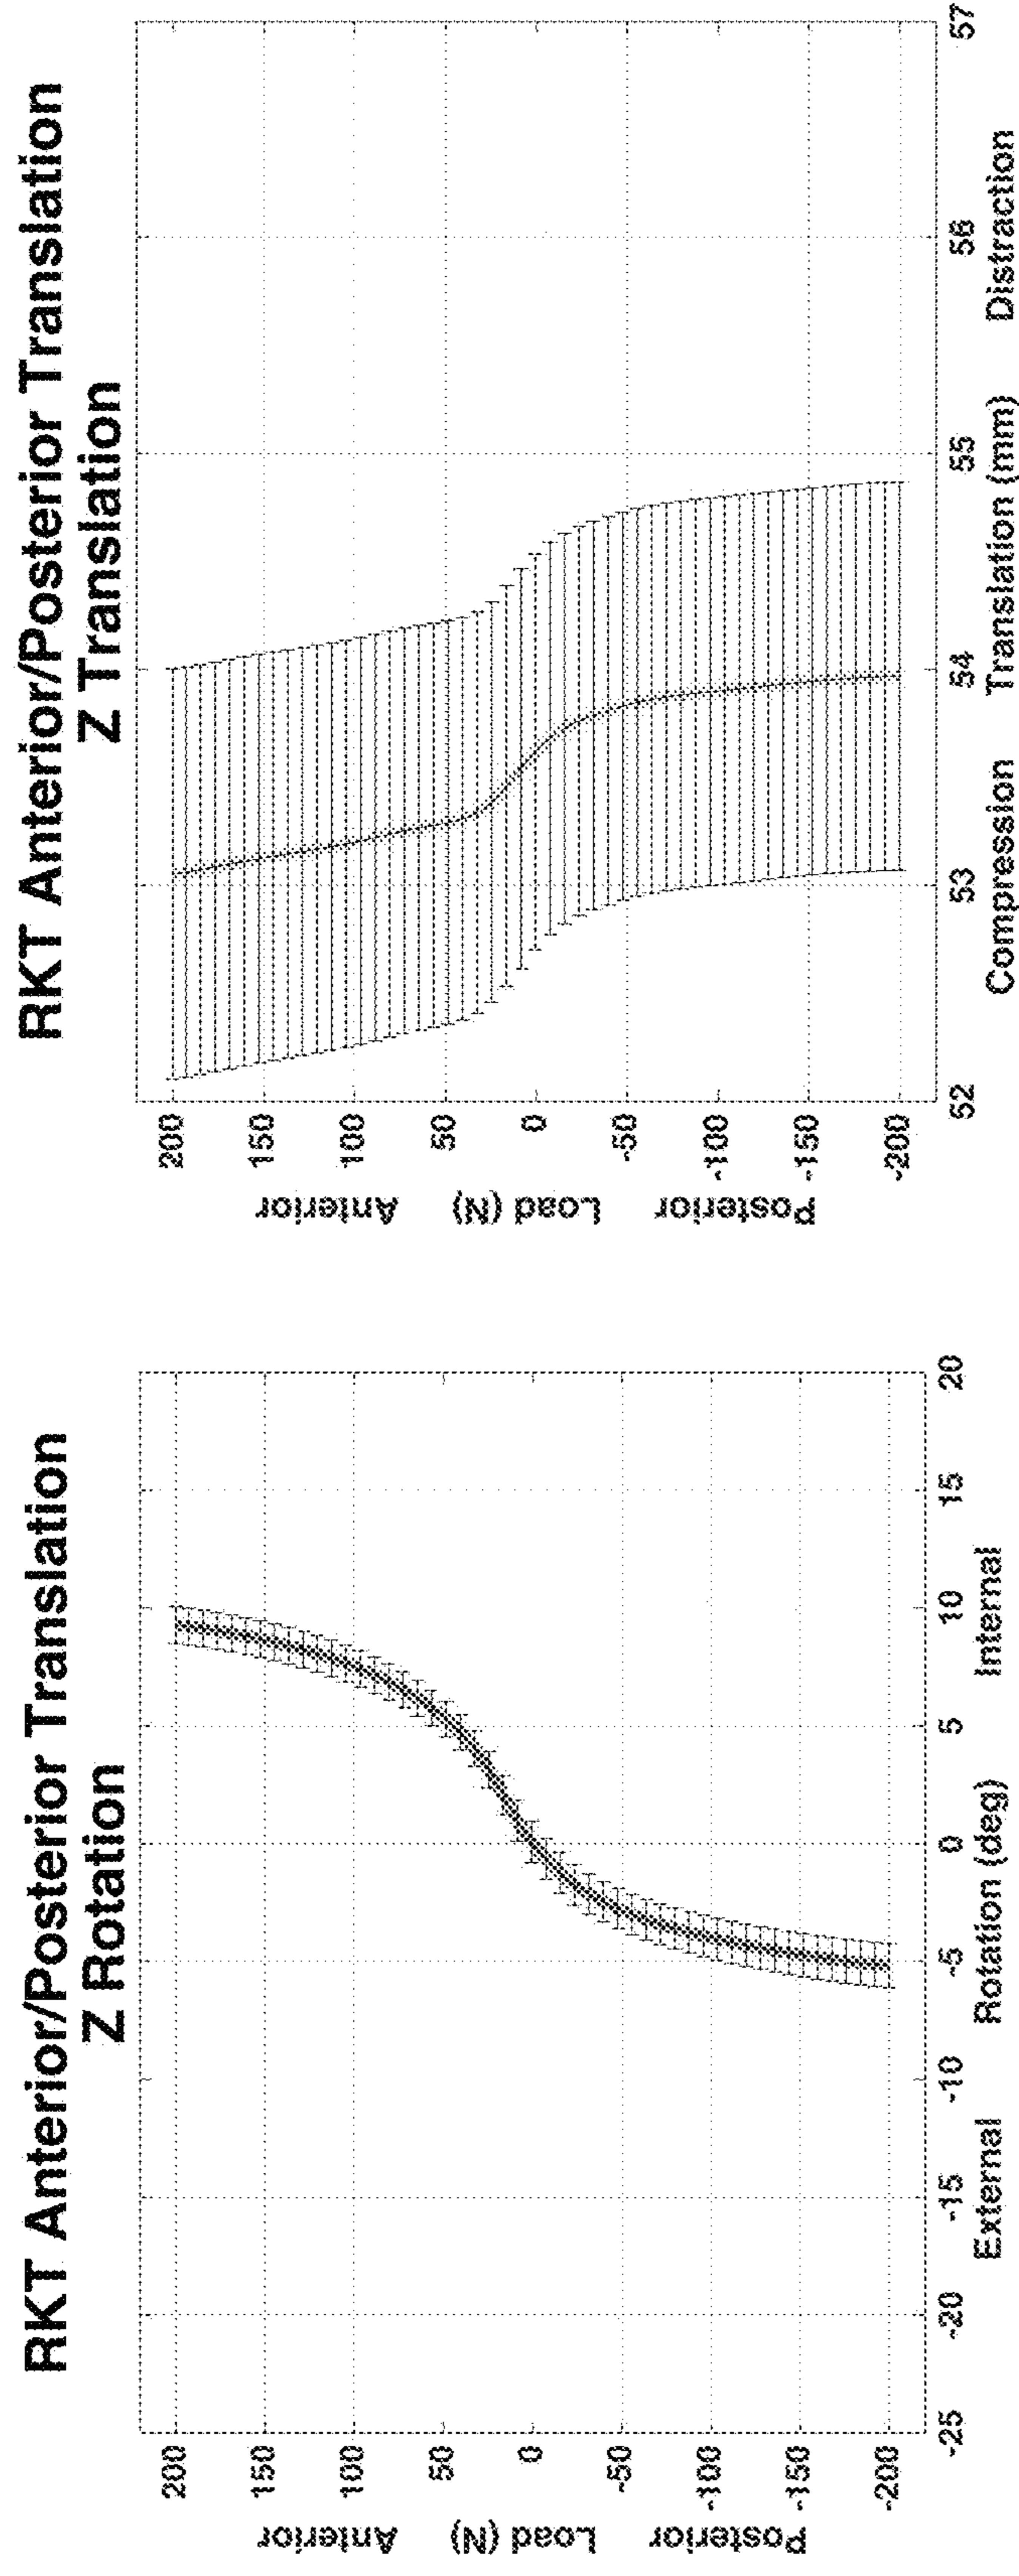 RKT Anterior/Posterior Translation
Z Rotation
Posterior Load (N) Anterior
200
150
100
50
0
-50
-100
-150
-200
-25 -20 -15 -10 -5 0 5 10 15 20
External Rotation (deg) Internal
RKT Anterior/Posterior Translation
Z Translation
Posterior Load (N) Anterior
200
150
100
50
0
-50
-100
-150
-200
52 53 54 55 56 57
Compression Translation (mm) Distraction